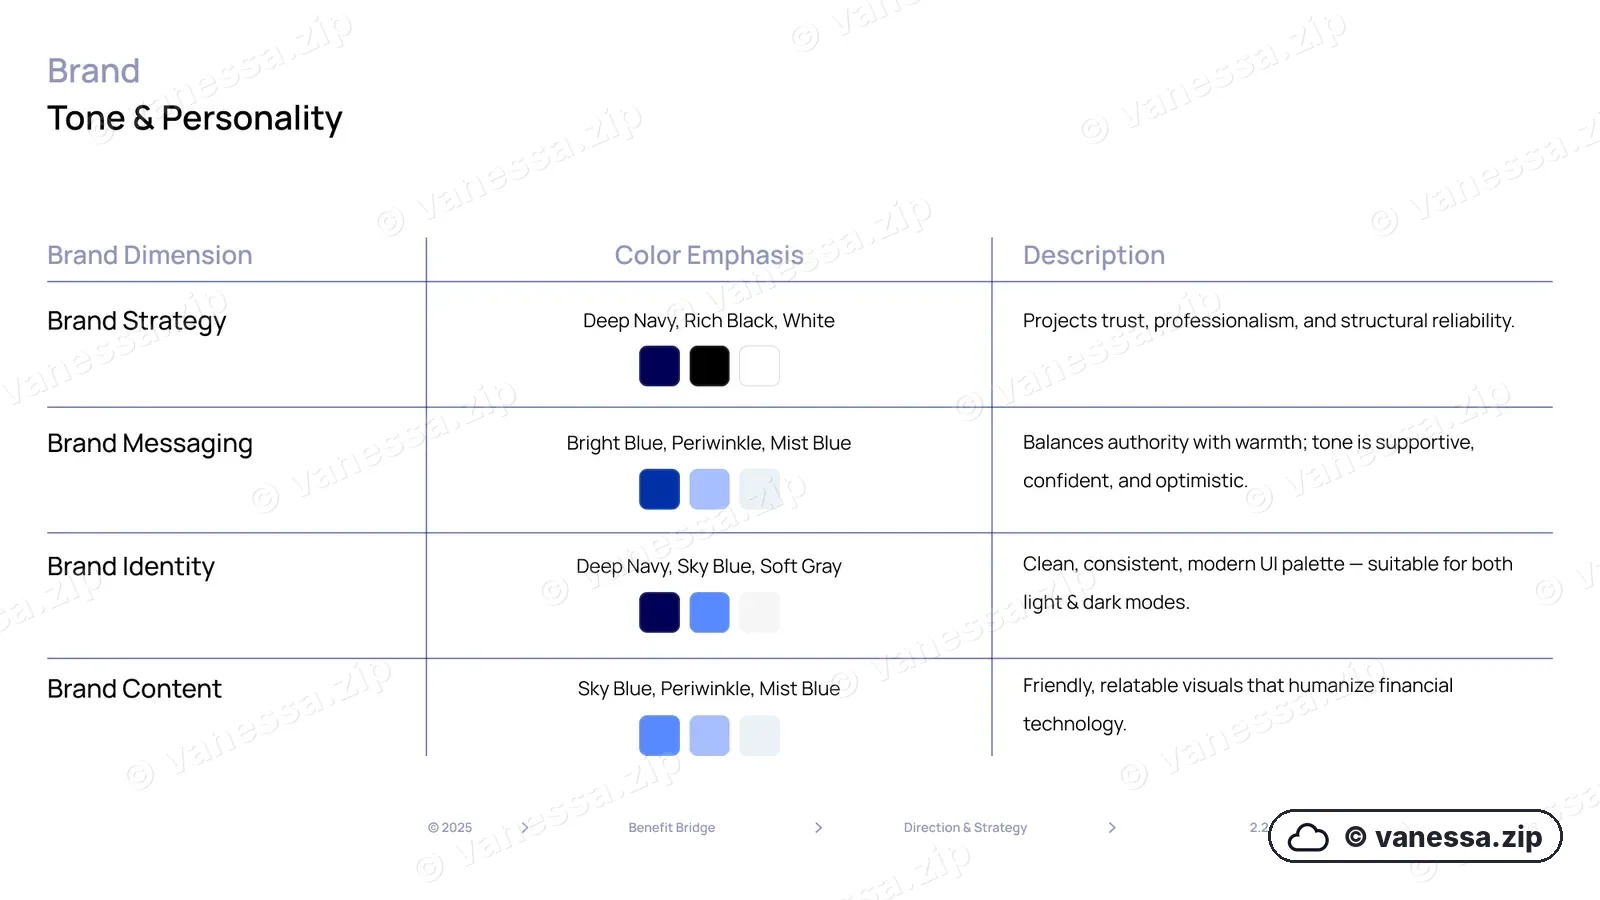 Brand
Tone & Personality
Brand Dimension
Color Emphasis
Description
Brand Strategy
Deep Navy, Rich Black, White
Projects trust, professionalism, and structural reliability.
Brand Messaging
Bright Blue, Periwinkle, Mist Blue
Balances authority with warmth; tone is supportive,
confident, and optimistic.
Brand Identity
Deep Navy, Sky Blue, Soft Gray
Clean, consistent, modern UI palette — suitable for both
light & dark modes.
Brand Content
Sky Blue, Periwinkle, Mist Blue
Friendly, relatable visuals that humanize financial
technology.
© 2025
Benefit Bridge
Direction & Strategy
© vanessa.zip